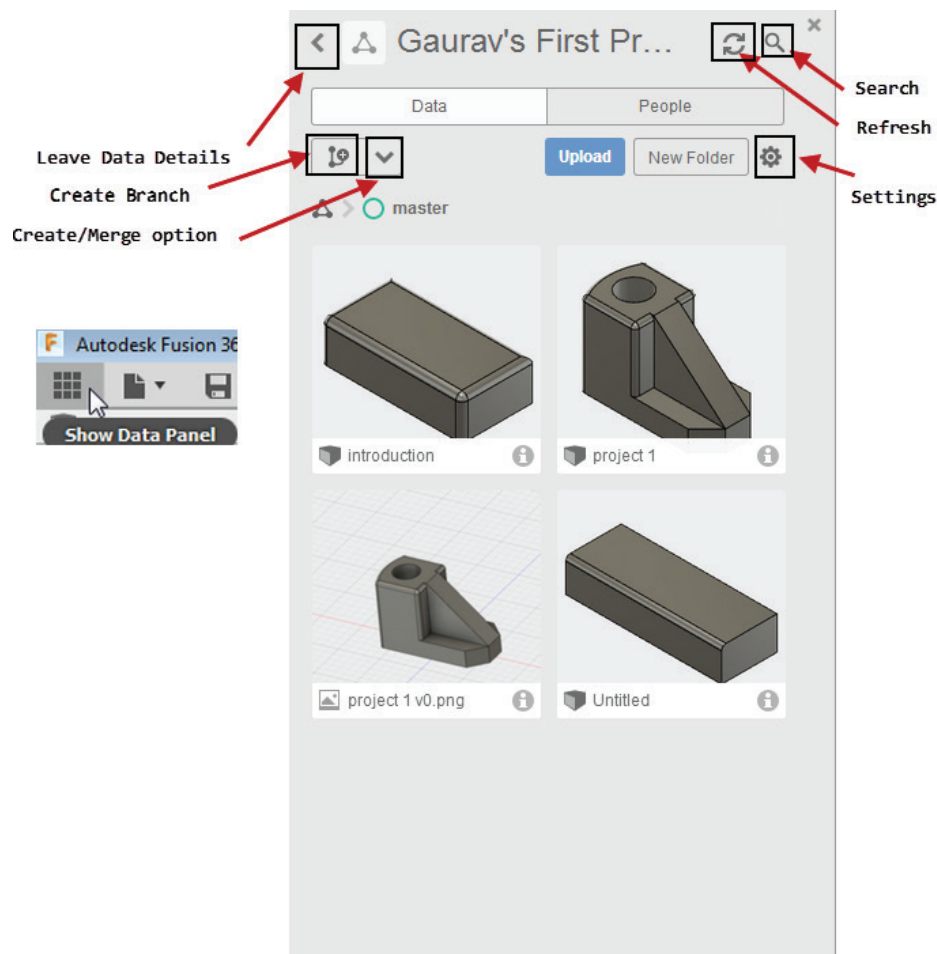 Gaurav's First Pr...
Search
Refresh
Data People
Leave Data Details
Upload New Folder
Create Branch
Settings
master
Create/Merge option
Autodesk Fusion 36
Show Data Panel
introduction
project 1
project 1 v0.png
Untitled